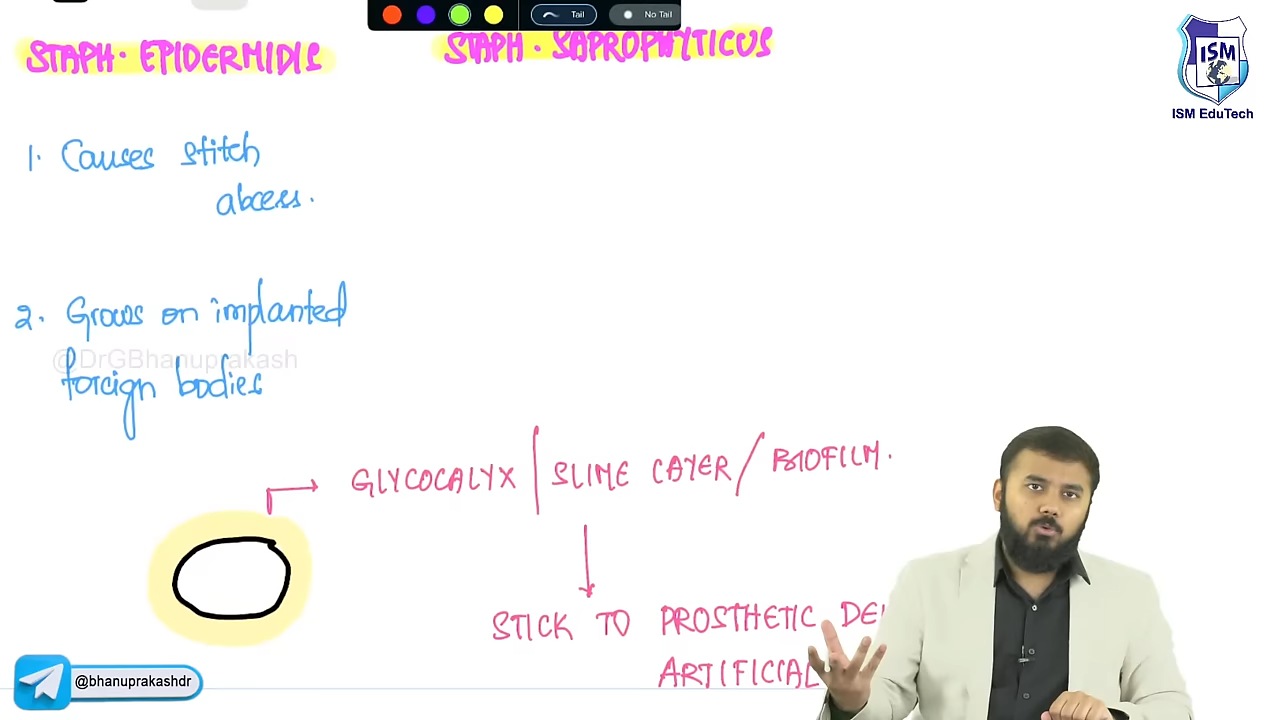 Tail
No Tail
STAPH. EPIDERMIDIS
STAPH. SAPROPHYTICUS
ISM
ISM EduTech
1. Causes stitch
abcess.
2. Grows on implanted
@DrGBhanuprakash
foreign bodies
GLYCOCALYX | SLIME LAYER / BIOFILM.
STICK TO PROSTHETIC DE
ARTIFICIAL
@bhanuprakashdr